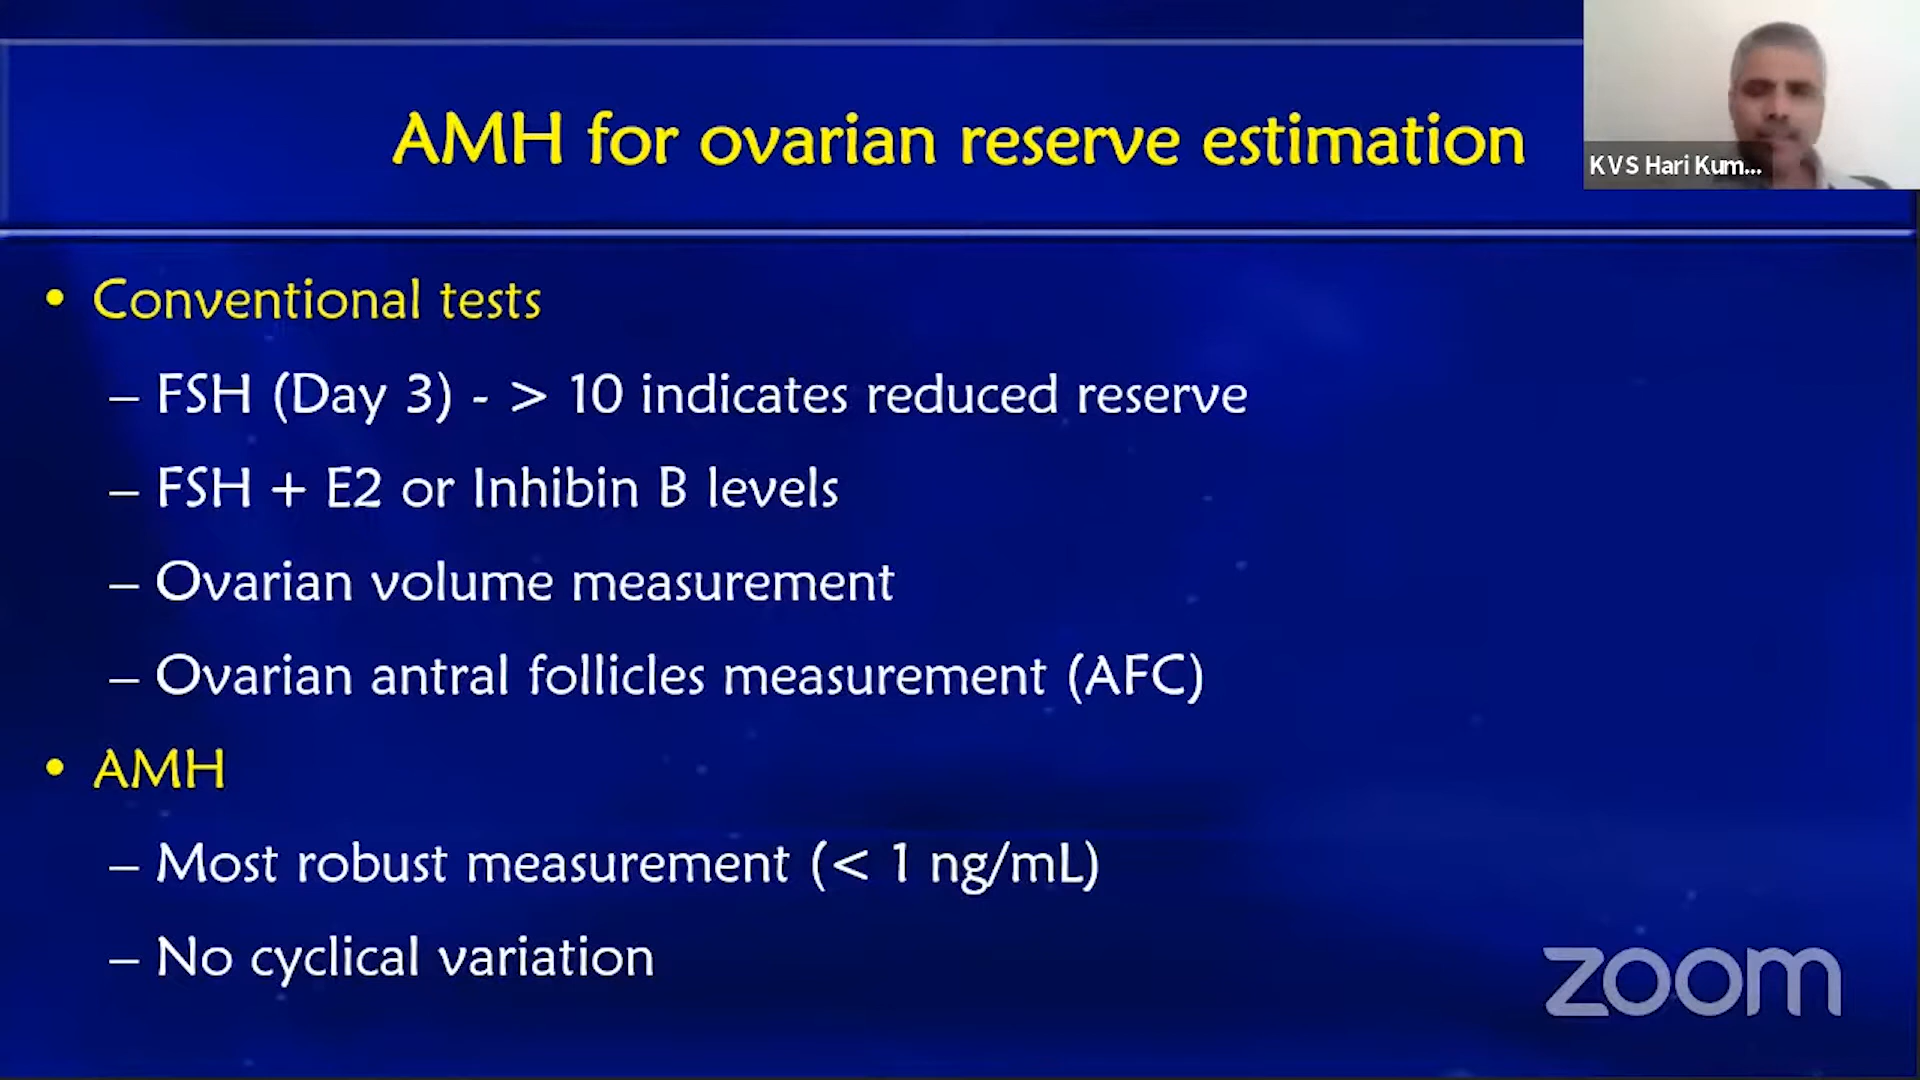 AMH for ovarian reserve estimation
K V S Hari Kum...
• Conventional tests
– FSH (Day 3) - > 10 indicates reduced reserve
– FSH + E2 or Inhibin B levels
– Ovarian volume measurement
– Ovarian antral follicles measurement (AFC)
• AMH
– Most robust measurement (< 1 ng/mL)
– No cyclical variation
zoom